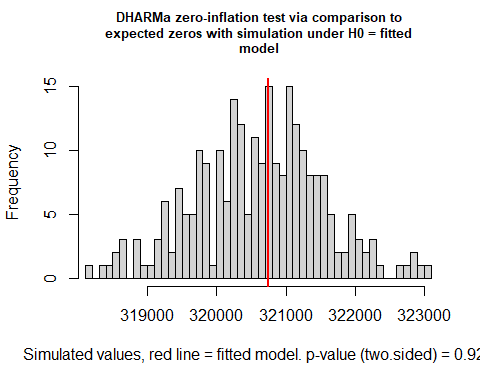 DHARMa zero-inflation test via comparison to
expected zeros with simulation under H0 = fitted
model
Frequency
15
10
5
0
319000 320000 321000 322000 323000
Simulated values, red line = fitted model. p-value (two.sided) = 0.92